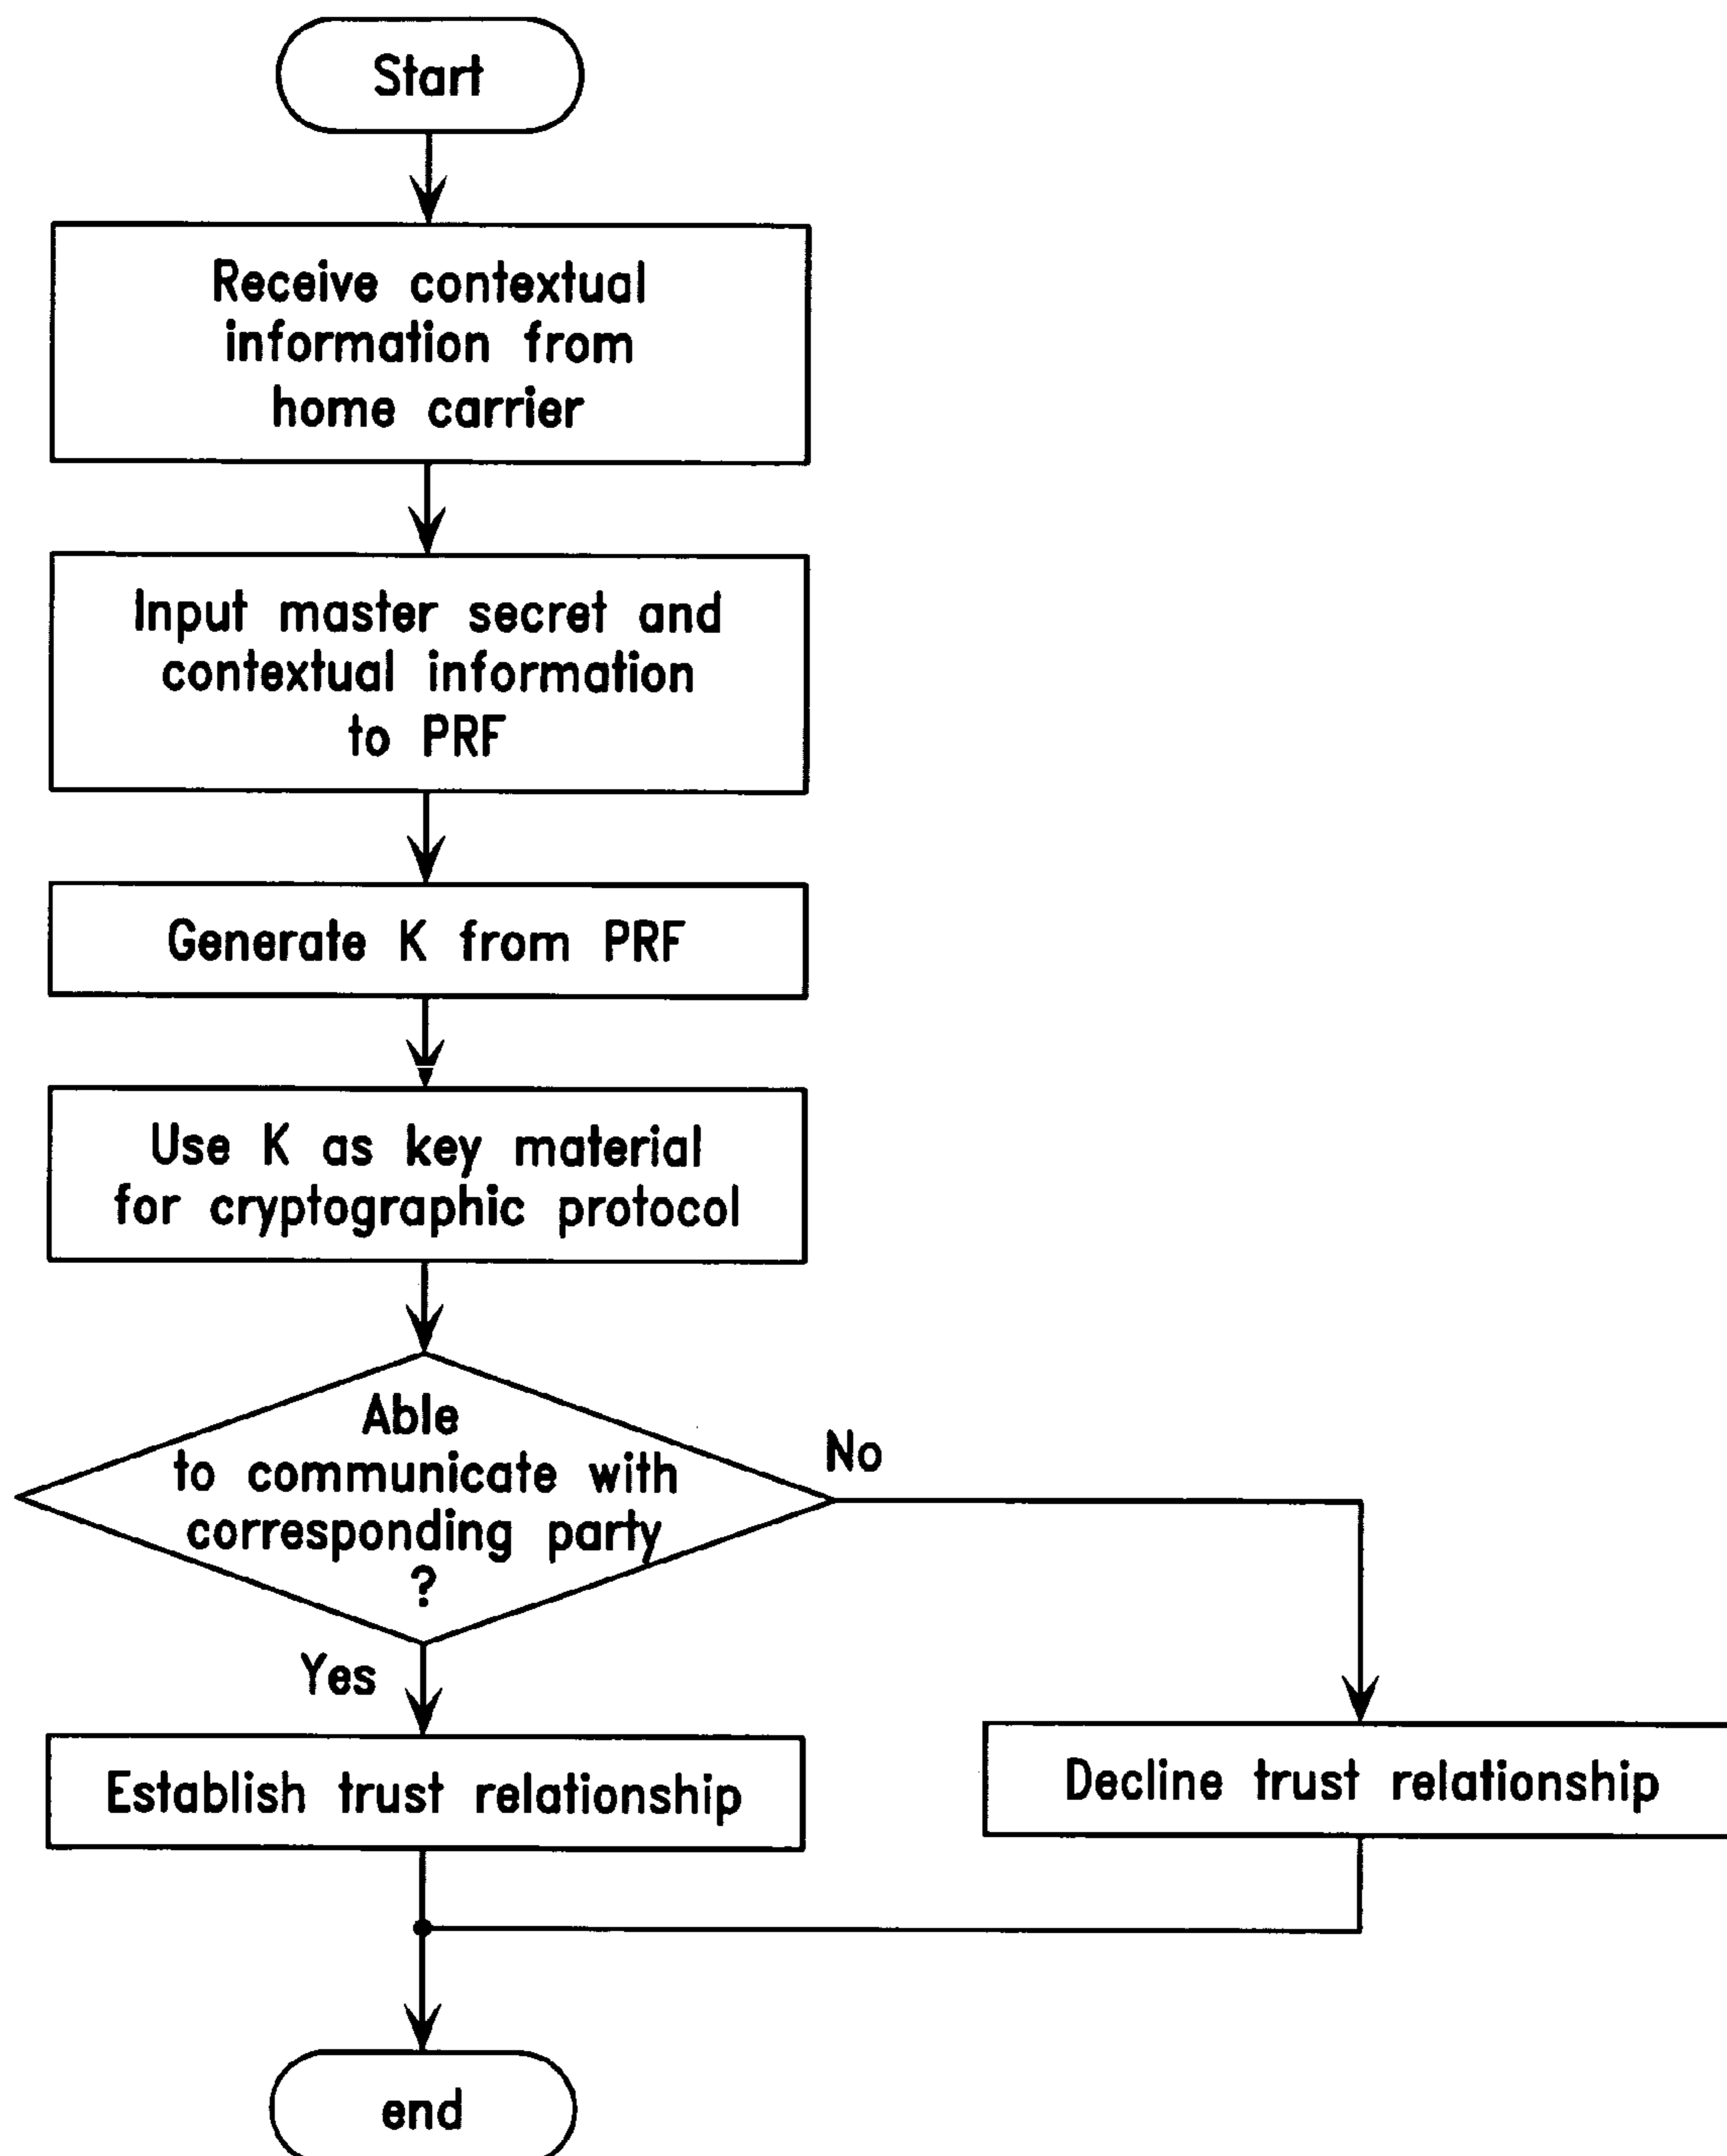 Start
Receive contextual
information from
home carrier
Input master secret and
contextual information
to PRF
Generate K from PRF
Use K as key material
for cryptographic protocol
Able
to communicate with
corresponding party
?
No
Yes
Establish trust relationship
Decline trust relationship
end